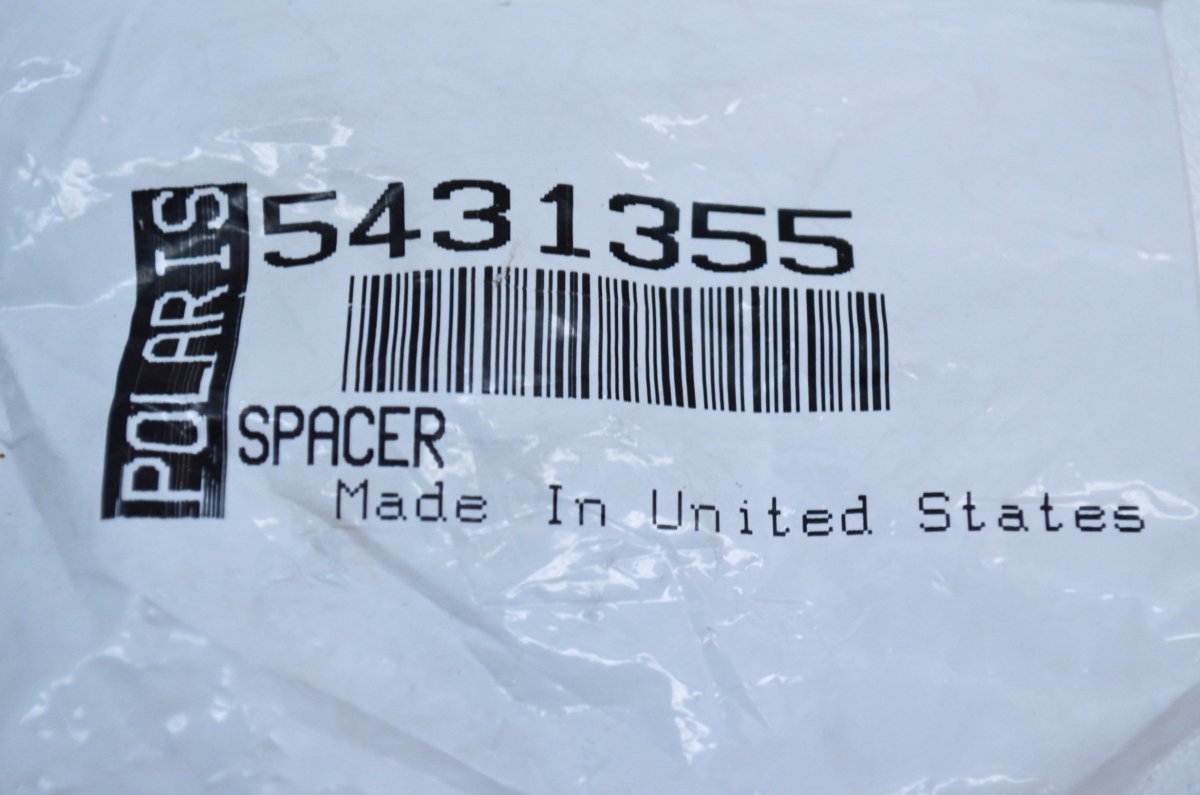 POLARIS
5431355
SPACER
Made In United States